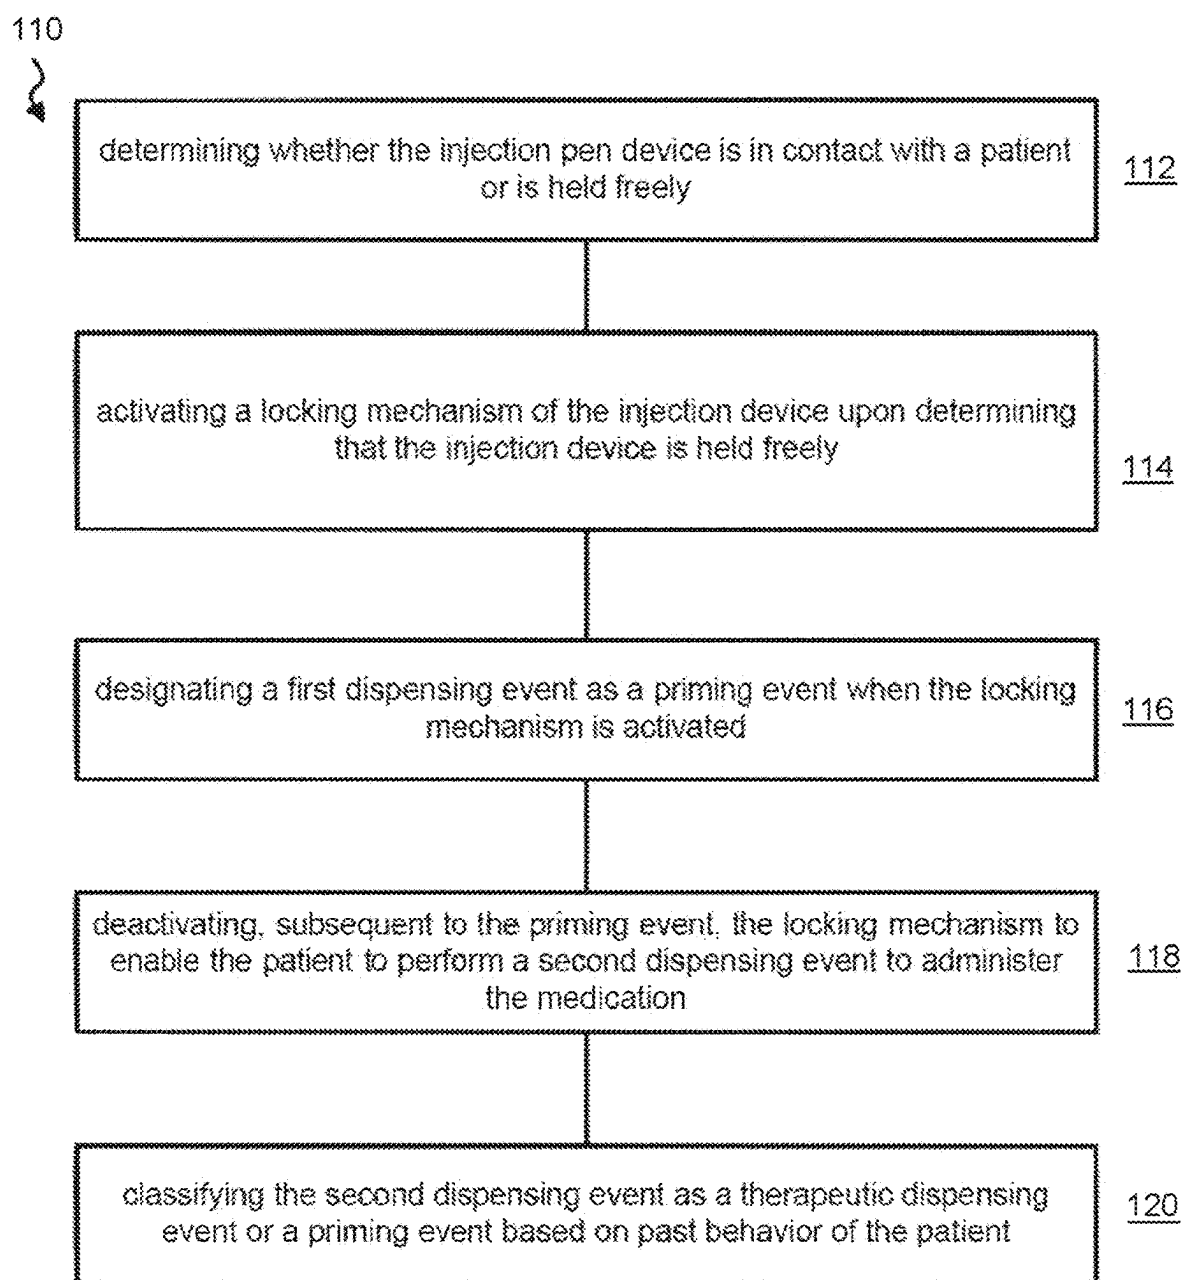 110
determining whether the injection pen device is in contact with a patient
or is held freely
112
activating a locking mechanism of the injection device upon determining
that the injection device is held freely
114
designating a first dispensing event as a priming event when the locking
mechanism is activated
116
deactivating, subsequent to the priming event, the locking mechanism to
enable the patient to perform a second dispensing event to administer
the medication
118
classifying the second dispensing event as a therapeutic dispensing
event or a priming event based on past behavior of the patient
120